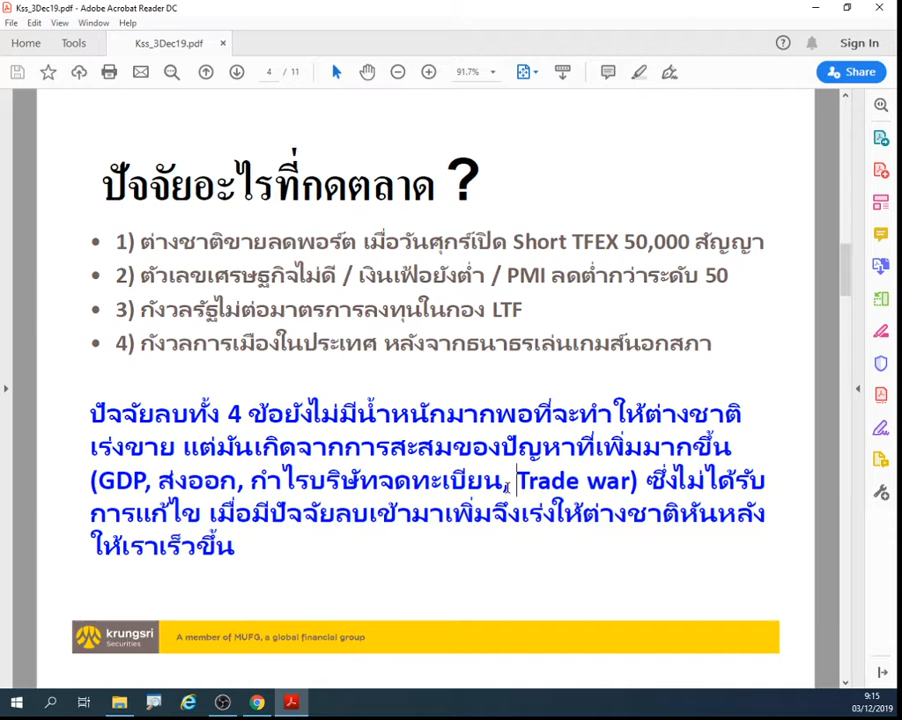 Kss_3Dec19.pdf - Adobe Acrobat Reader DC
File Edit View Window Help
Home Tools Kss_3Dec19.pdf Sign In
4 / 11 91.7% Share
ปัจจัยอะไรที่กดตลาด ?
• 1) ต่างชาติขายลดพอร์ต เมื่อวันศุกร์เปิด Short TFEX 50,000 สัญญา
• 2) ตัวเลขเศรษฐกิจไม่ดี / เงินเฟ้อยังต่ำ / PMI ลดต่ำกว่าระดับ 50
• 3) กังวลรัฐไม่ต่อมาตรการลงทุนในกอง LTF
• 4) กังวลการเมืองในประเทศ หลังจากธนาธรเล่นเกมส์นอกสภา
ปัจจัยลบทั้ง 4 ข้อยังไม่มีน้ำหนักมากพอที่จะทำให้ต่างชาติ
เร่งขาย แต่มันเกิดจากการสะสมของปัญหาที่เพิ่มมากขึ้น
(GDP, ส่งออก, กำไรบริษัทจดทะเบียน, Trade war) ซึ่งไม่ได้รับ
การแก้ไข เมื่อมีปัจจัยลบเข้ามาเพิ่มจึงเร่งให้ต่างชาติหันหลัง
ให้เราเร็วขึ้น
krungsri
Securities
A member of MUFG, a global financial group
9:15
03/12/2019